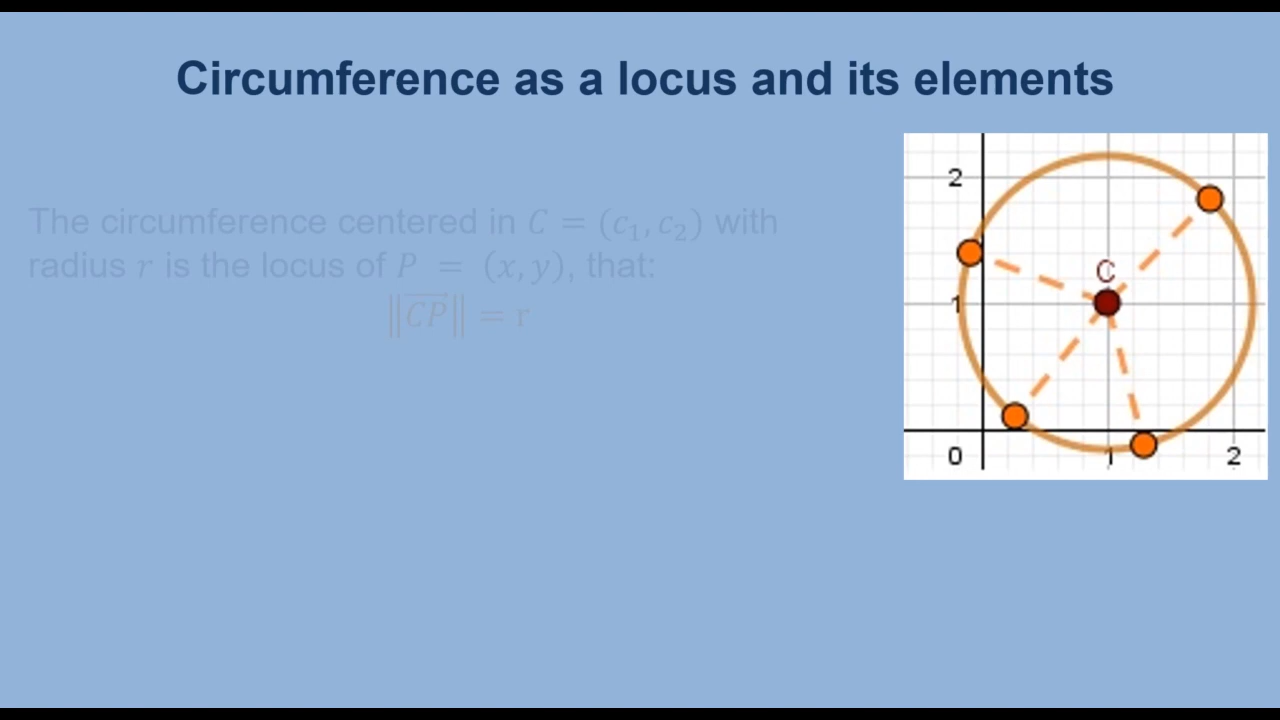 Circumference as a locus and its elements
The circumference centered in C = (c₁, c₂) with
radius r is the locus of P = (x, y), that:
‖CP⃗‖ = r
2
C
1
0
1
2